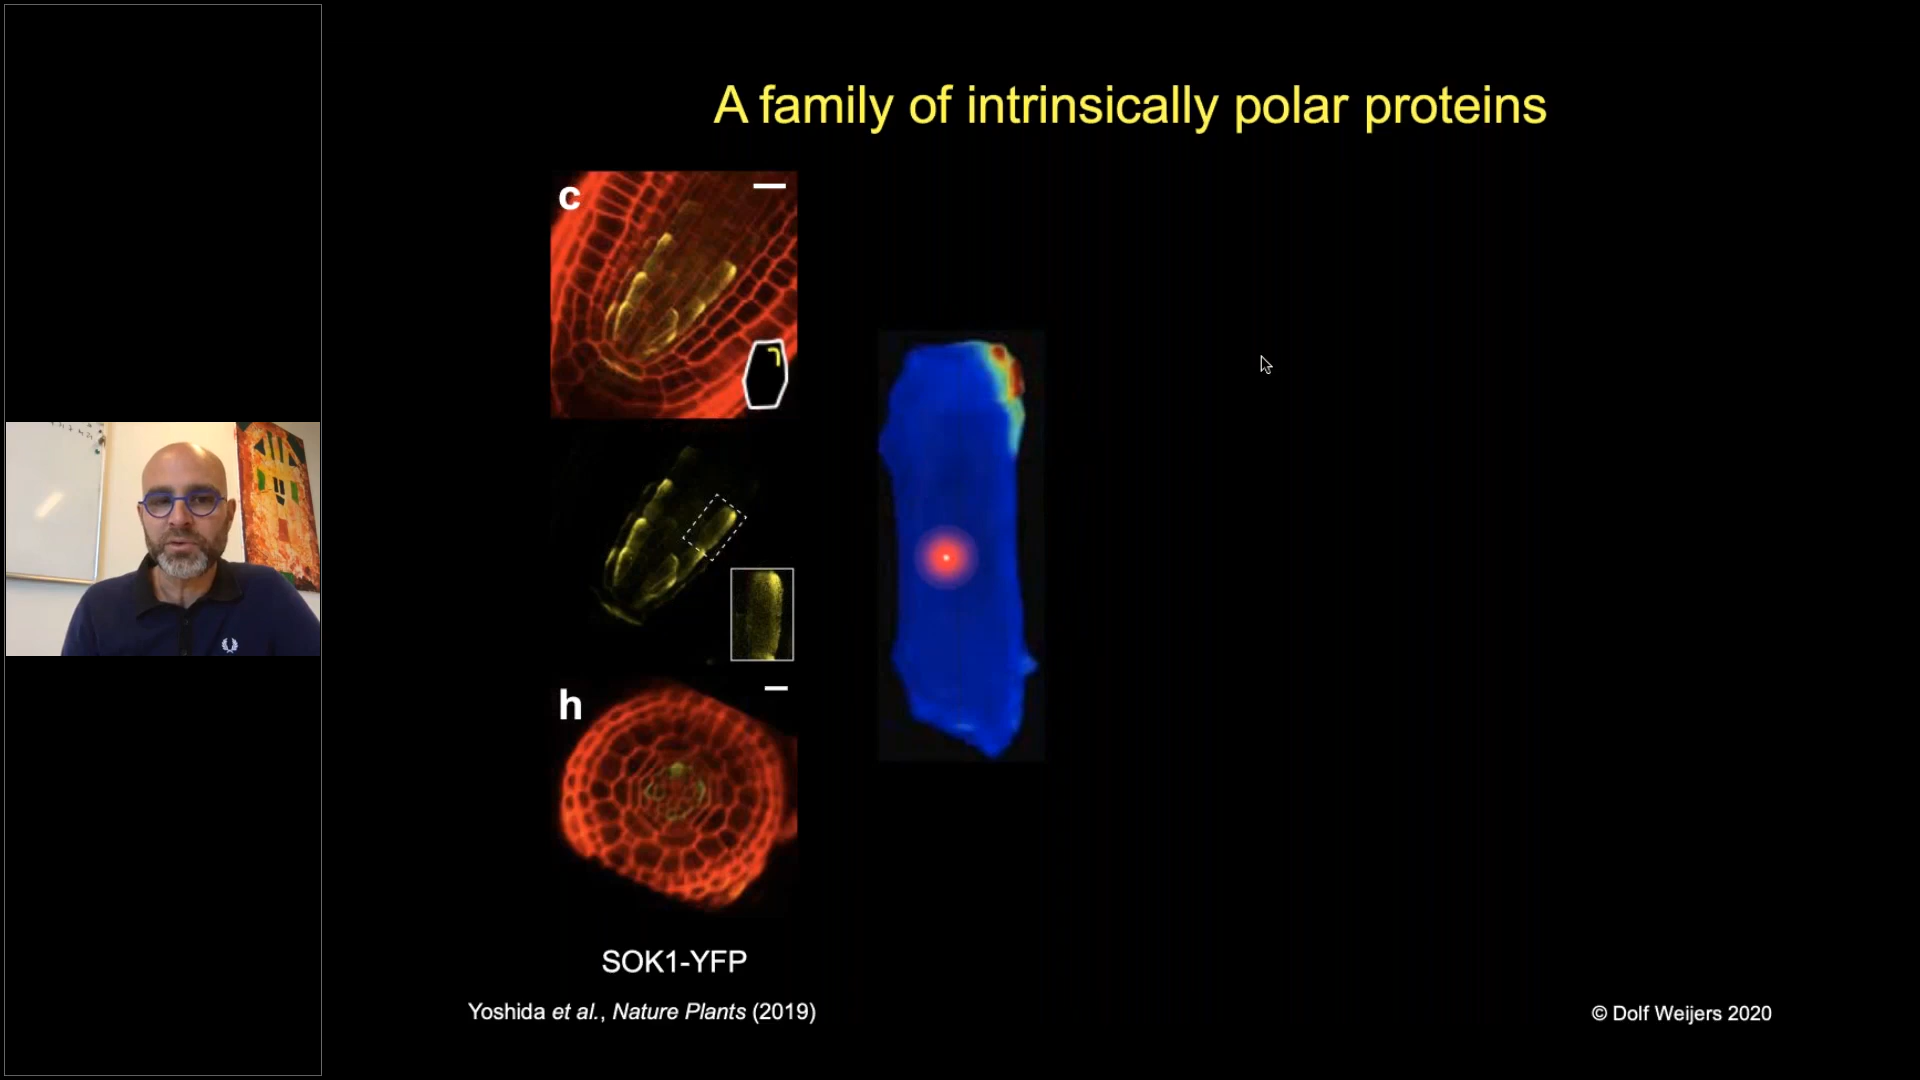 A family of intrinsically polar proteins
c
h
SOK1-YFP
Yoshida et al., Nature Plants (2019)
© Dolf Weijers 2020